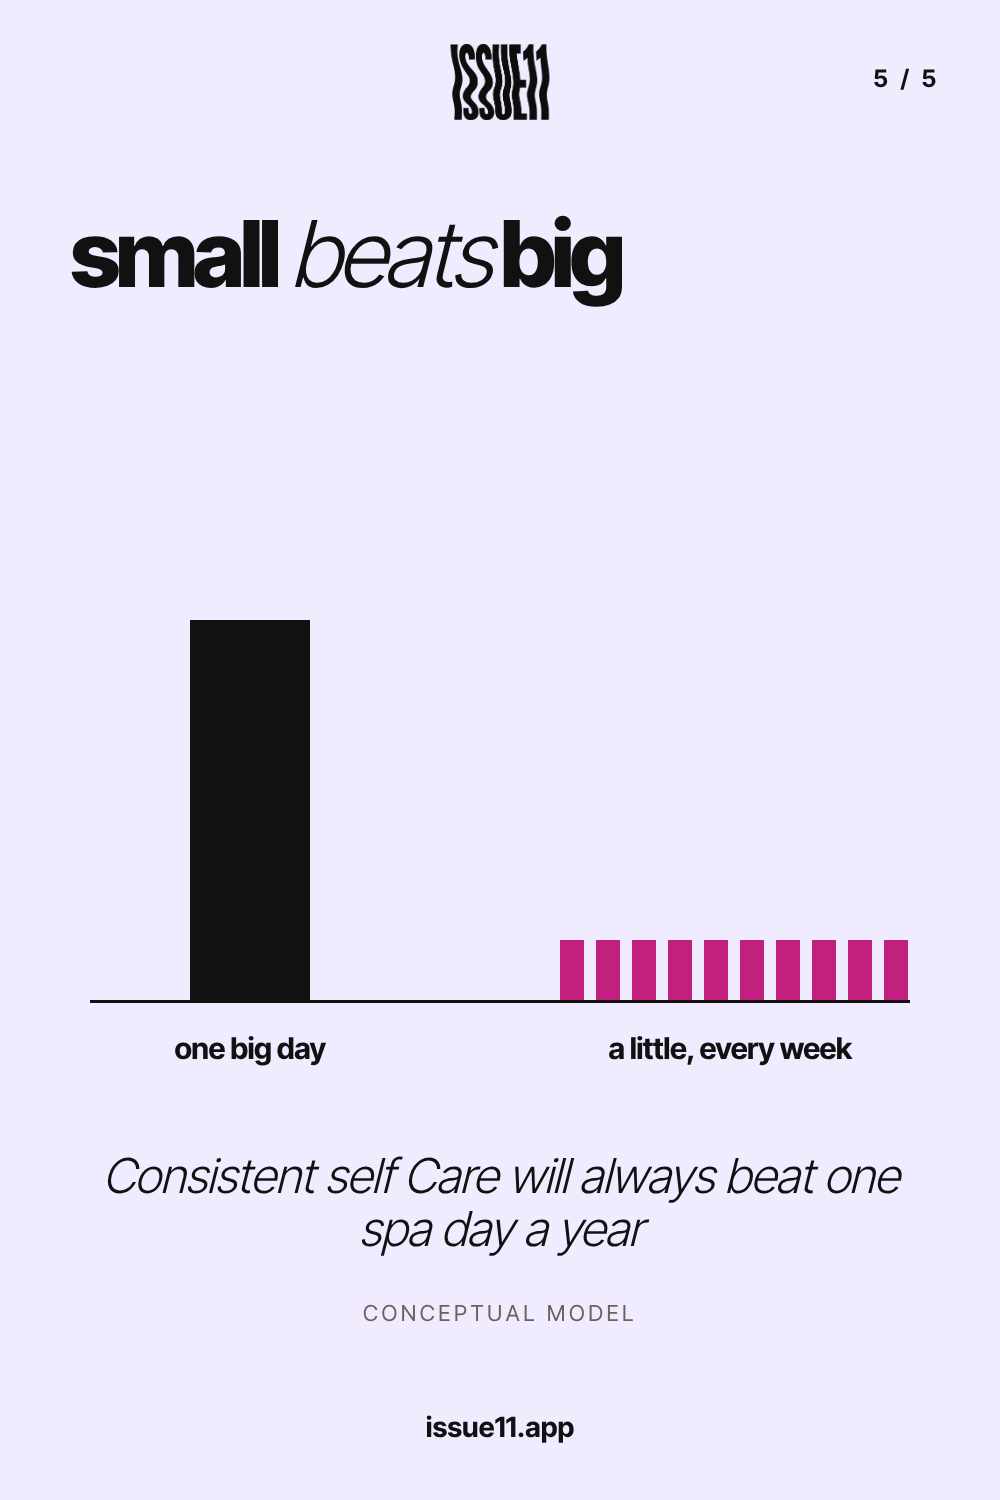 ISSUE11
5 / 5
small beats big
one big day
a little, every week
Consistent self Care will always beat one
spa day a year
CONCEPTUAL MODEL
issue11.app